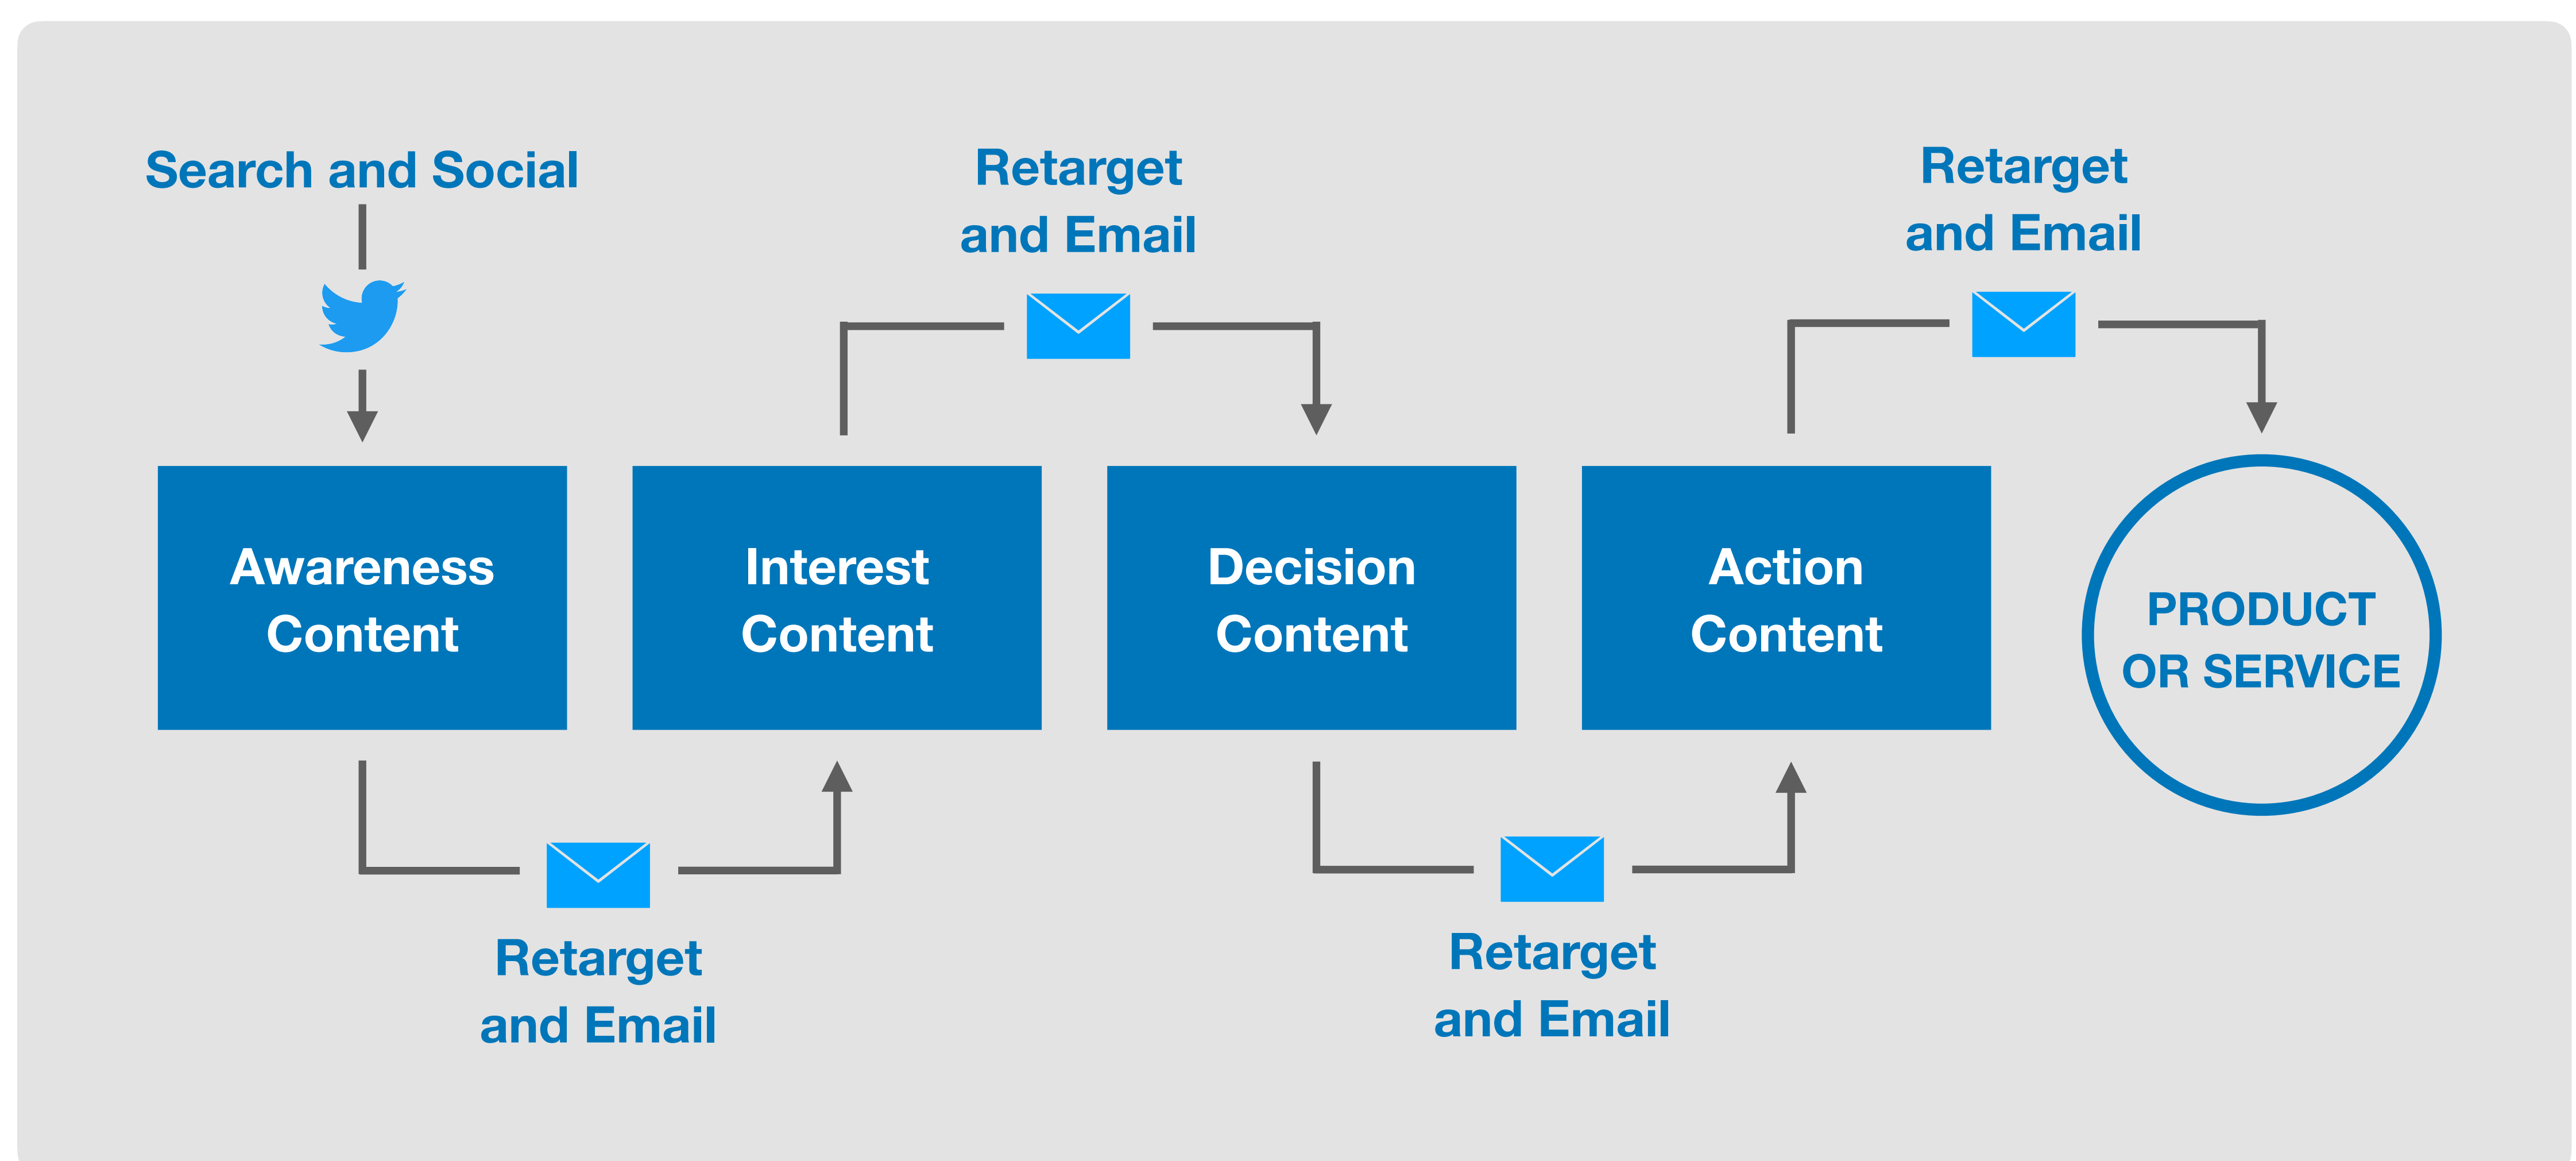 Search and Social
Retarget
and Email
Retarget
and Email
Awareness
Content
Interest
Content
Decision
Content
Action
Content
PRODUCT
OR SERVICE
Retarget
and Email
Retarget
and Email